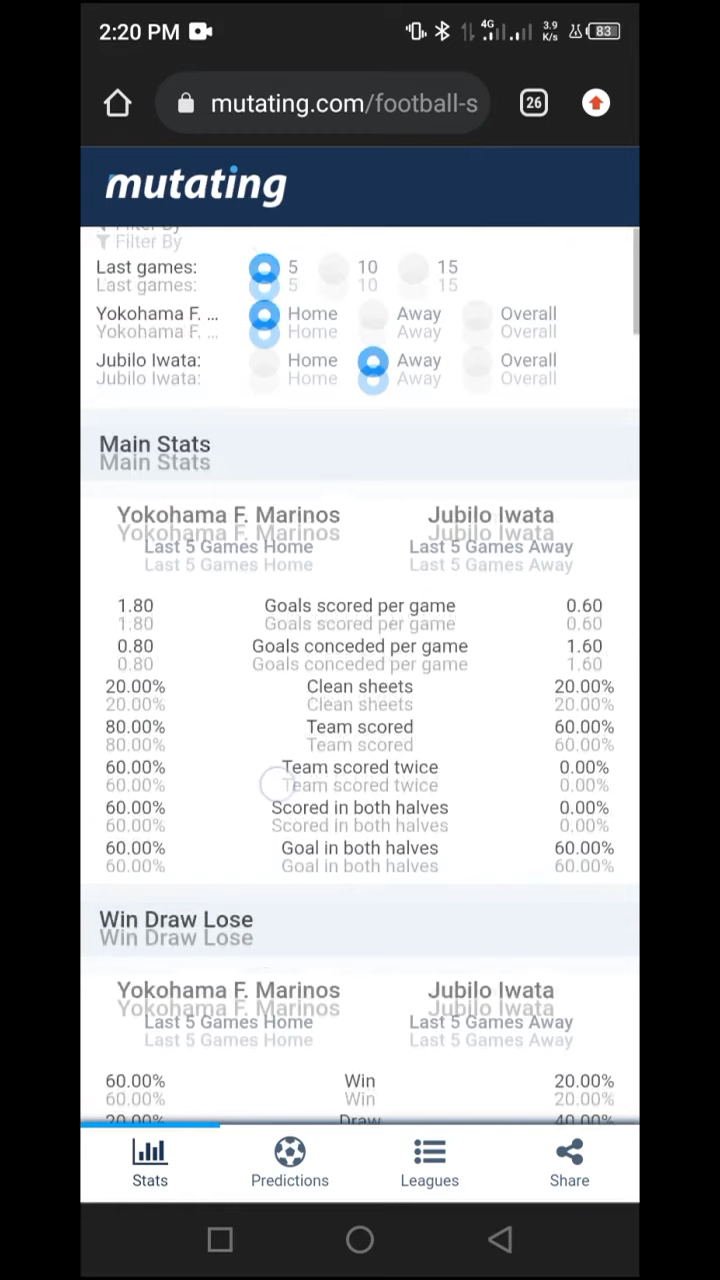 2:20 PM 4G 3.9 K/s 83
mutating.com/football-s 26
mutating
Filter By
Last games: 5 10 15
Yokohama F. ... Home Away Overall
Jubilo Iwata: Home Away Overall
Main Stats
Yokohama F. Marinos Jubilo Iwata
Last 5 Games Home Last 5 Games Away
1.80 Goals scored per game 0.60
0.80 Goals conceded per game 1.60
20.00% Clean sheets 20.00%
80.00% Team scored 60.00%
60.00% Team scored twice 0.00%
60.00% Scored in both halves 0.00%
60.00% Goal in both halves 60.00%
Win Draw Lose
Yokohama F. Marinos Jubilo Iwata
Last 5 Games Home Last 5 Games Away
60.00% Win 20.00%
20.00% Draw 40.00%
Stats Predictions Leagues Share